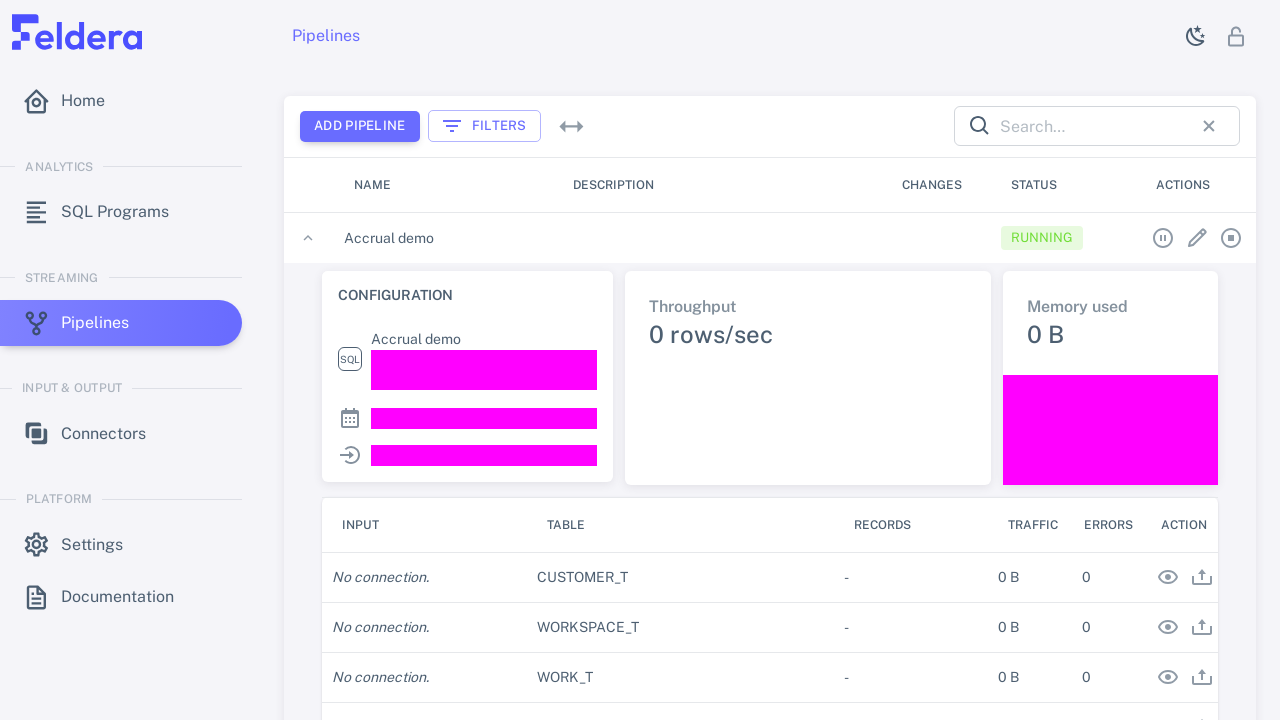 Feldera
Pipelines
Home
ANALYTICS
SQL Programs
STREAMING
Pipelines
INPUT & OUTPUT
Connectors
PLATFORM
Settings
Documentation
ADD PIPELINE
FILTERS
Search…
NAME DESCRIPTION CHANGES STATUS ACTIONS
Accrual demo RUNNING
CONFIGURATION
SQL
Accrual demo
Throughput
0 rows/sec
Memory used
0 B
INPUT TABLE RECORDS TRAFFIC ERRORS ACTION
No connection. CUSTOMER_T - 0 B 0
No connection. WORKSPACE_T - 0 B 0
No connection. WORK_T - 0 B 0